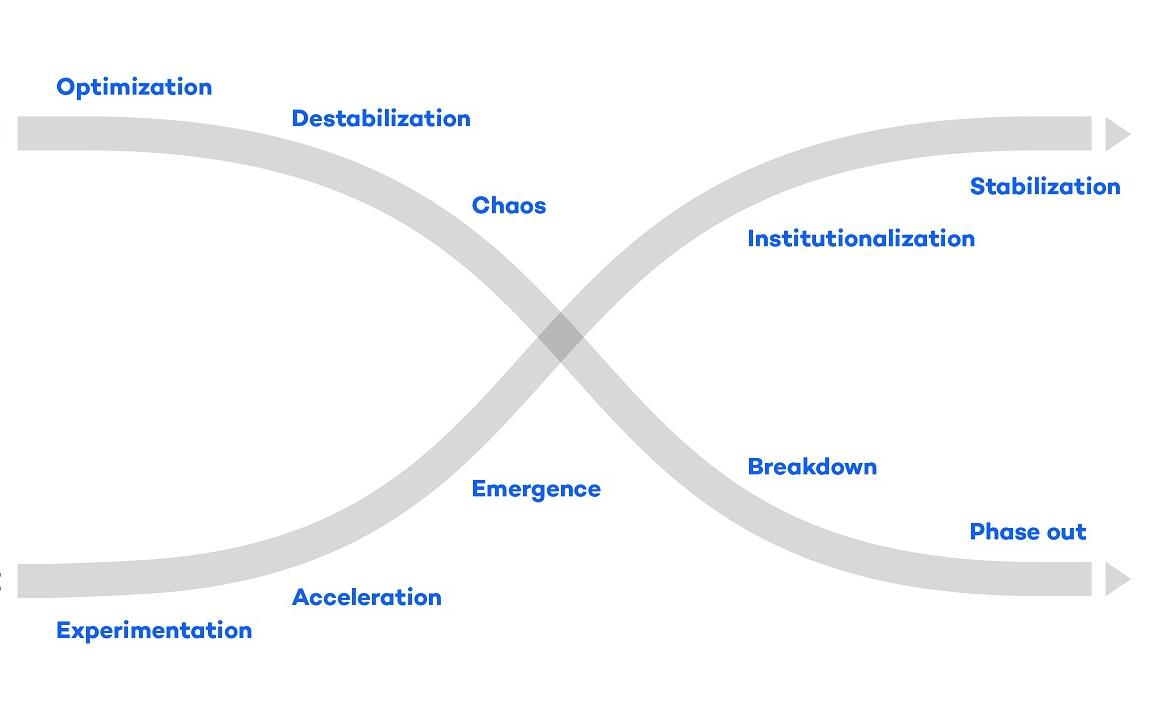 Optimization
Destabilization
Chaos
Stabilization
Institutionalization
Emergence
Breakdown
Phase out
Acceleration
Experimentation